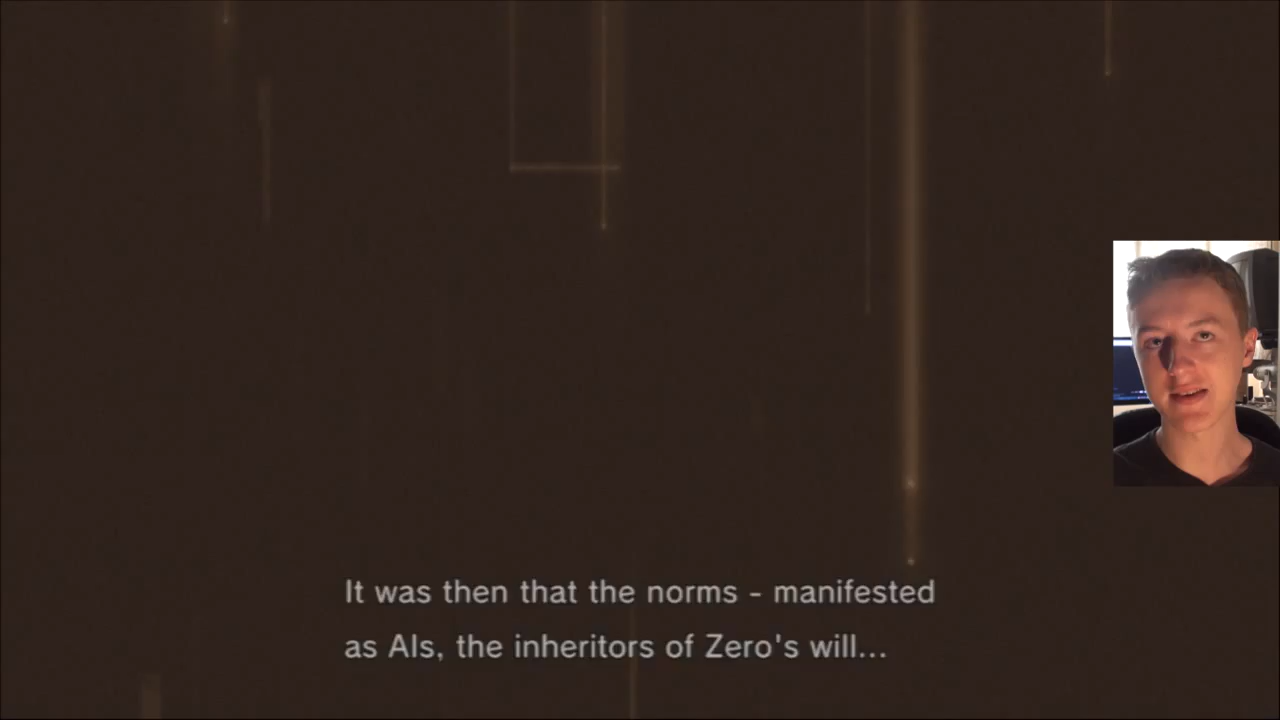 It was then that the norms - manifested
as AIs, the inheritors of Zero's will...